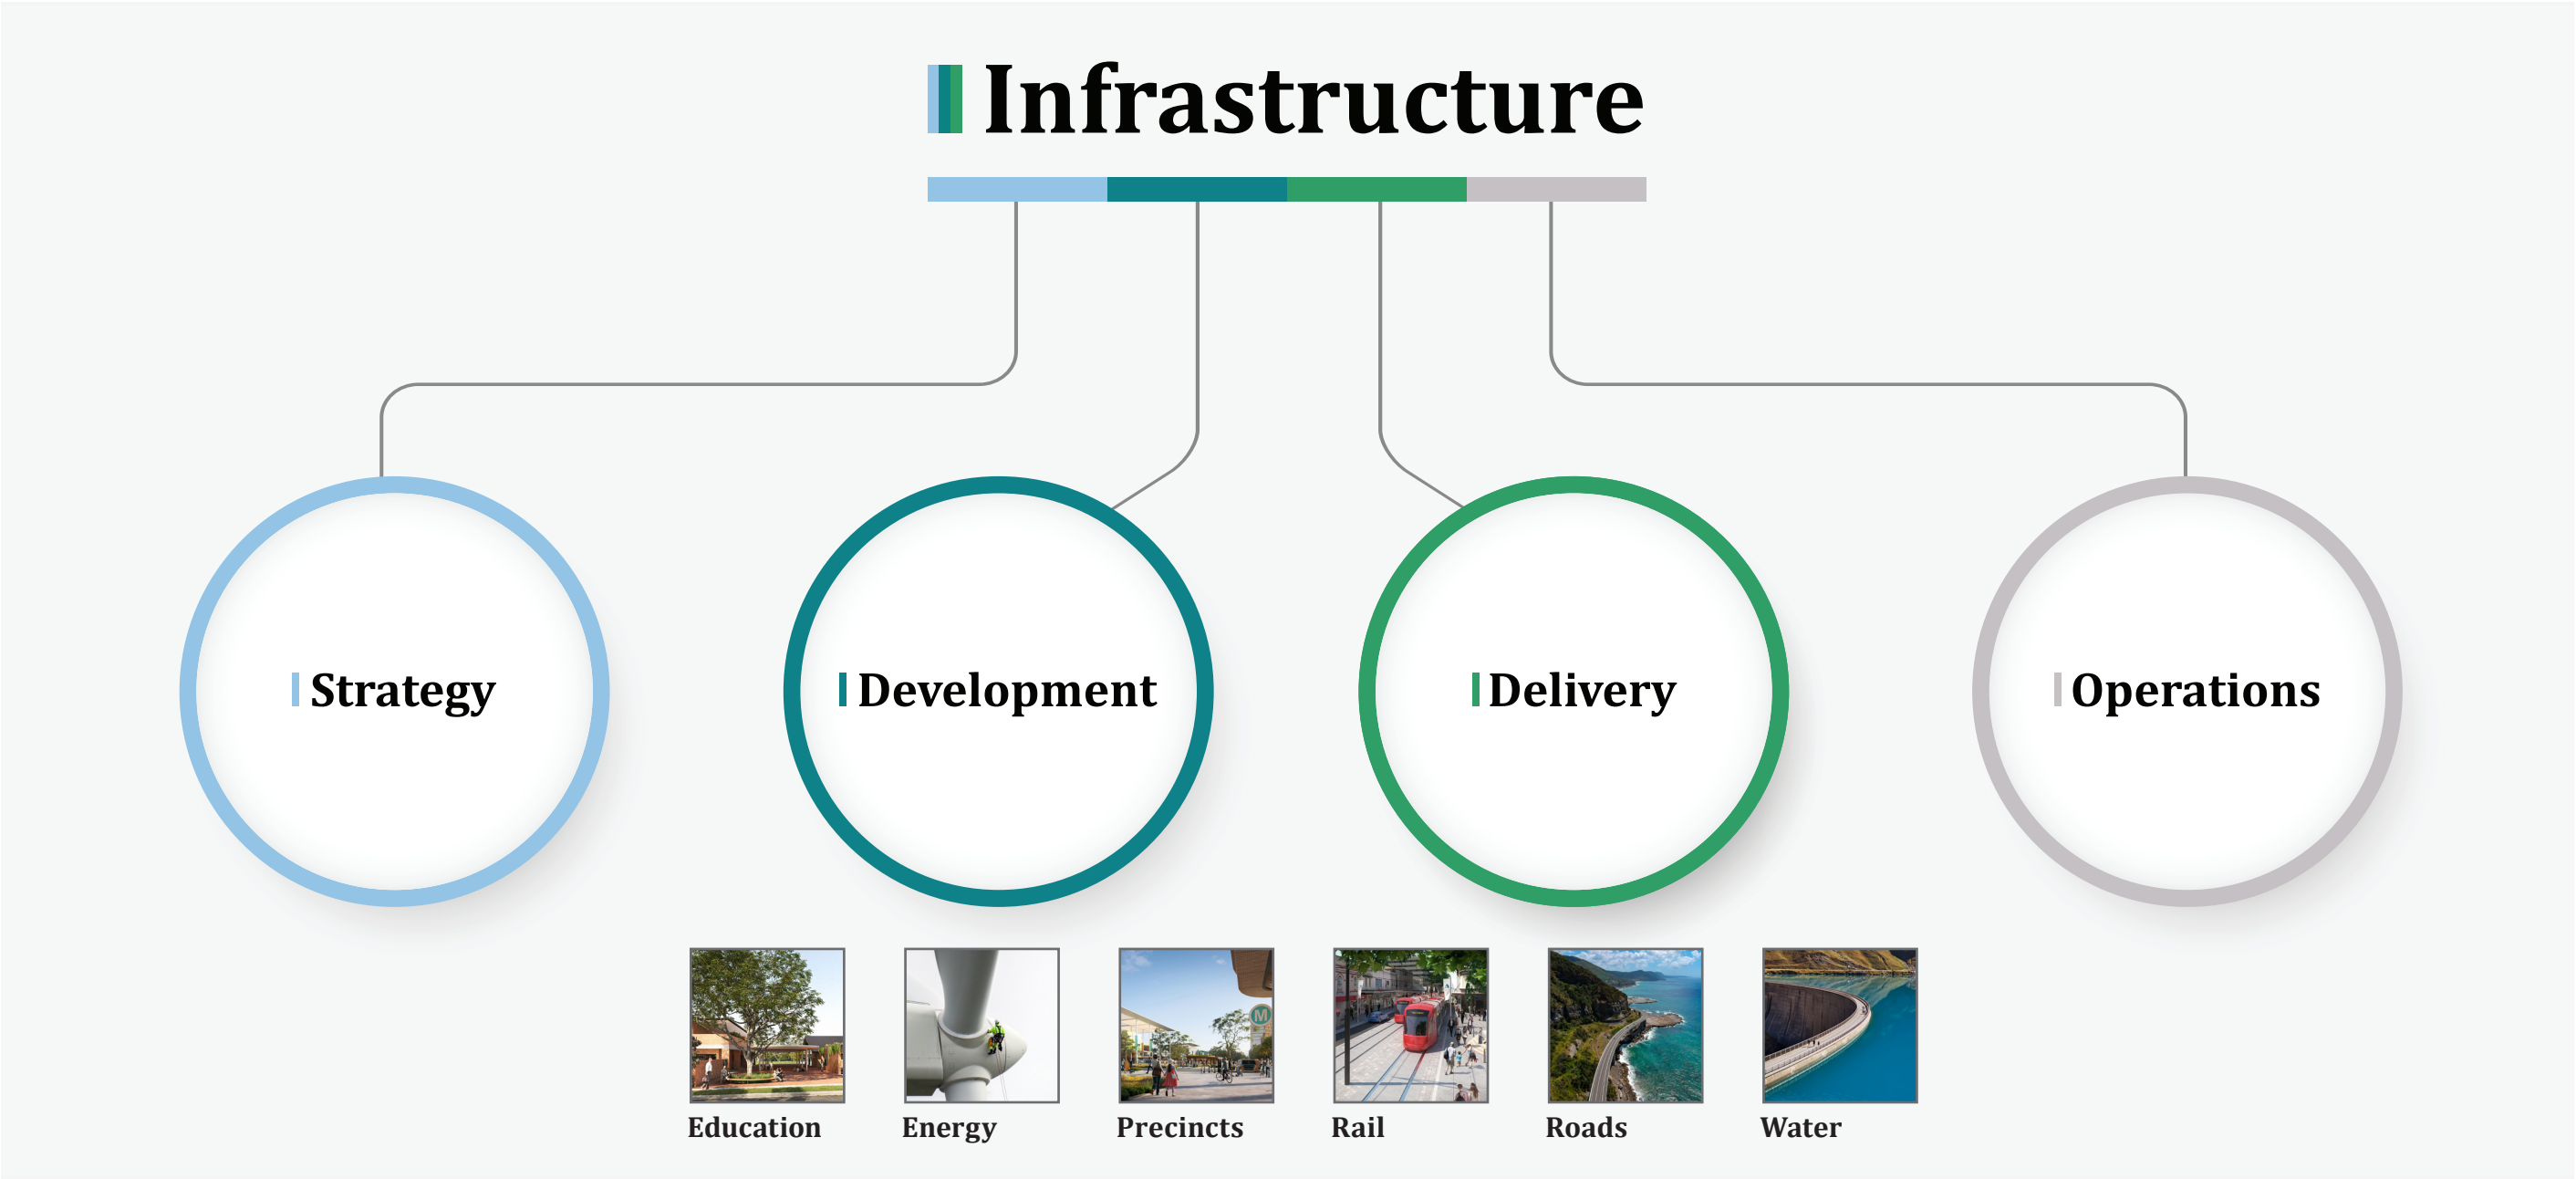 Infrastructure
Strategy
Development
Delivery
Operations
M
Education
Energy
Precincts
Rail
Roads
Water